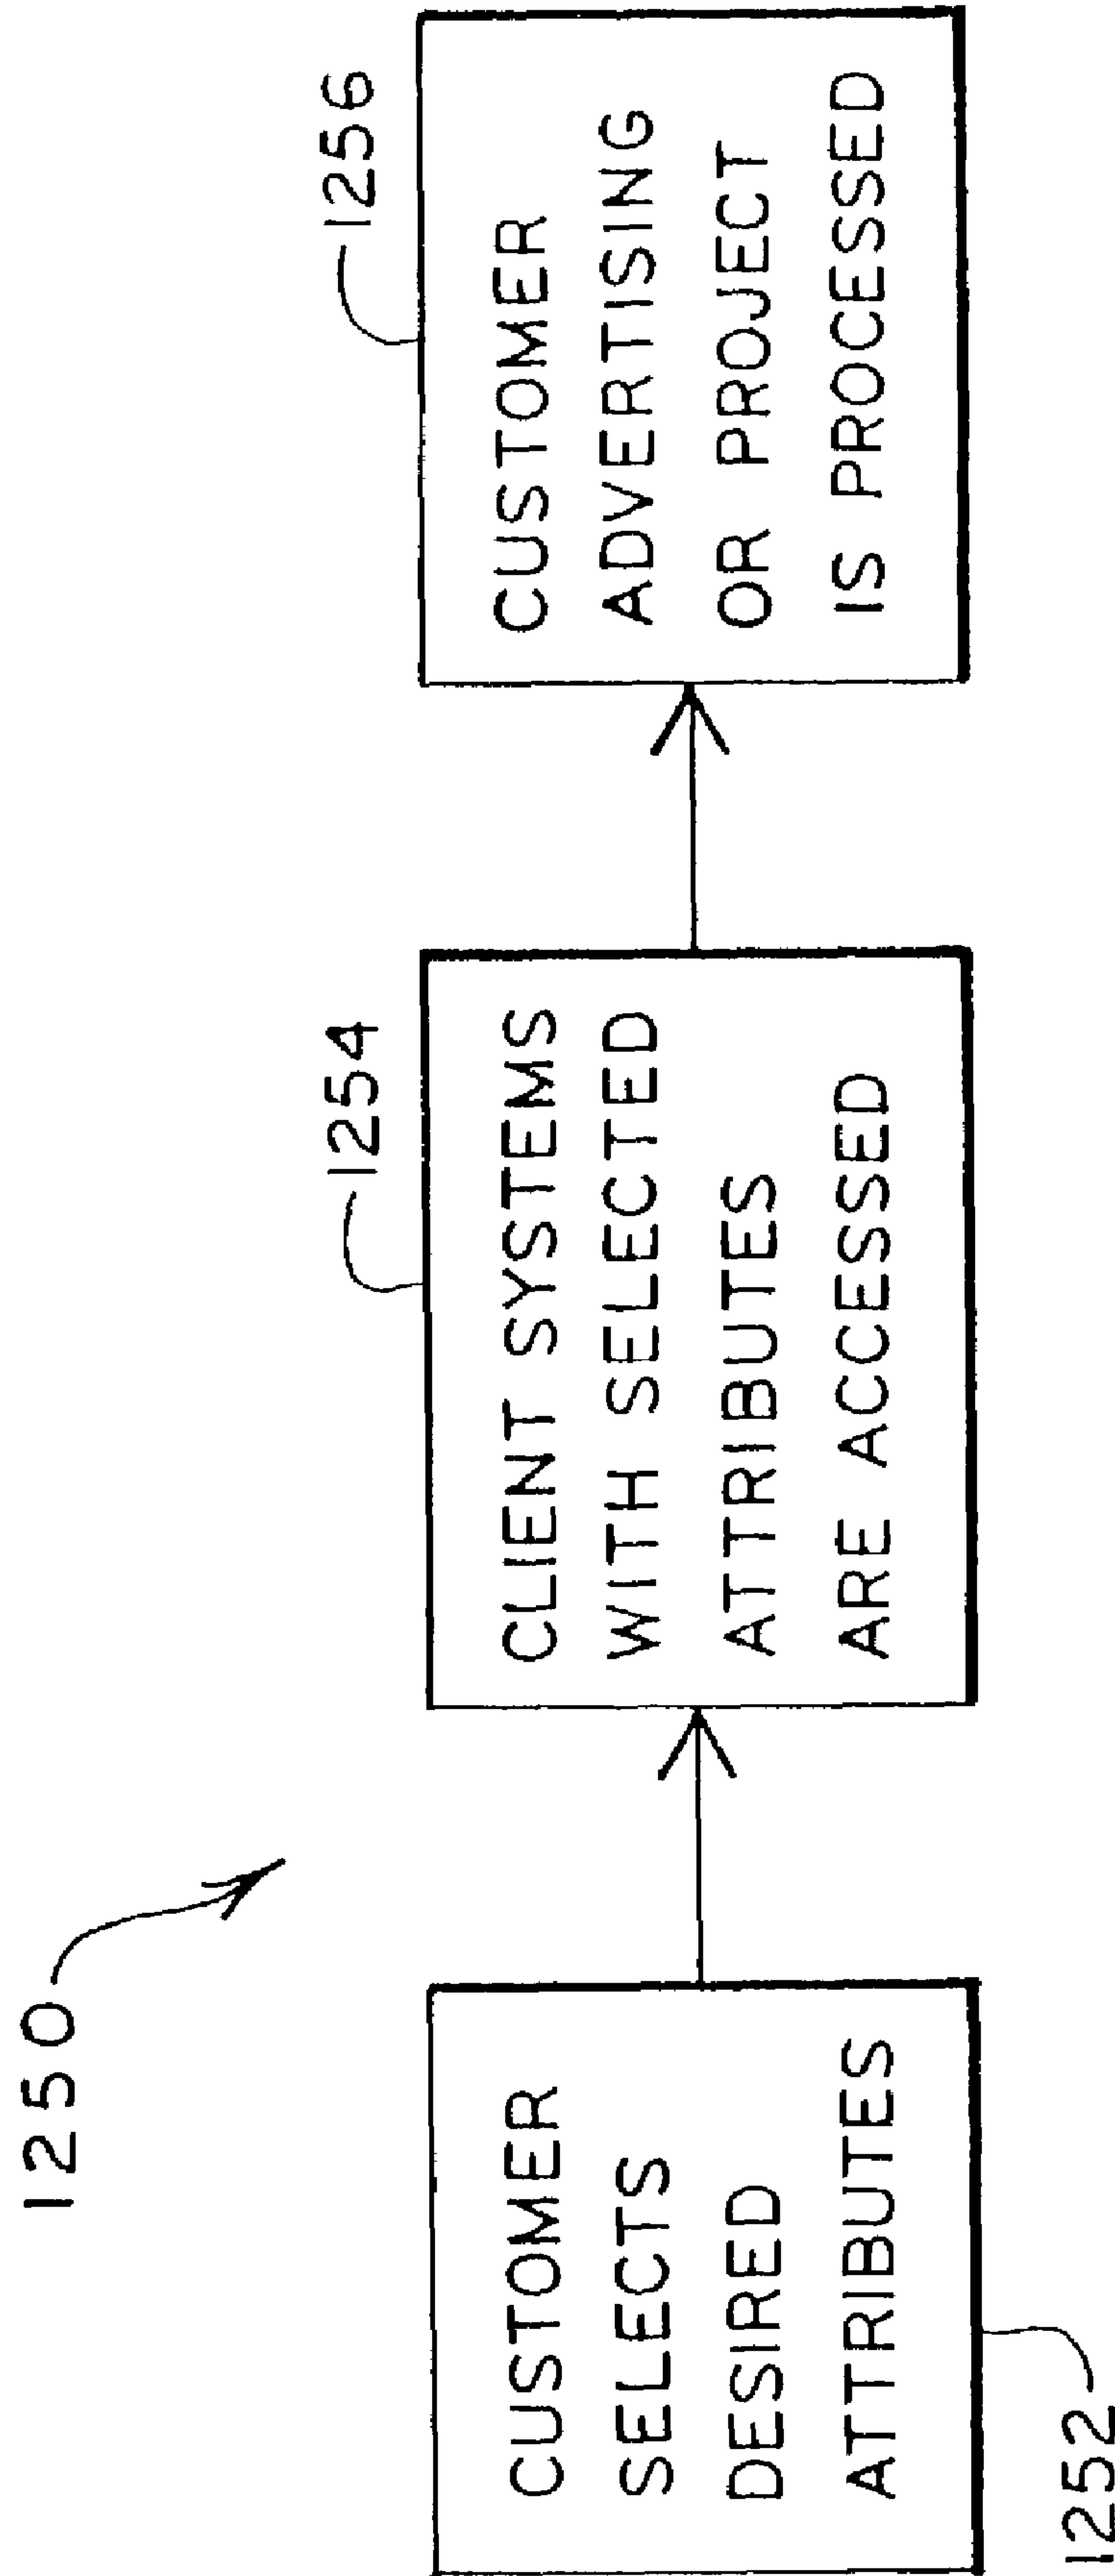 1250
CUSTOMER
SELECTS
DESIRED
ATTRIBUTES
1252
CLIENT SYSTEMS
WITH SELECTED
ATTRIBUTES
ARE ACCESSED
1254
CUSTOMER
ADVERTISING
OR PROJECT
IS PROCESSED
1256